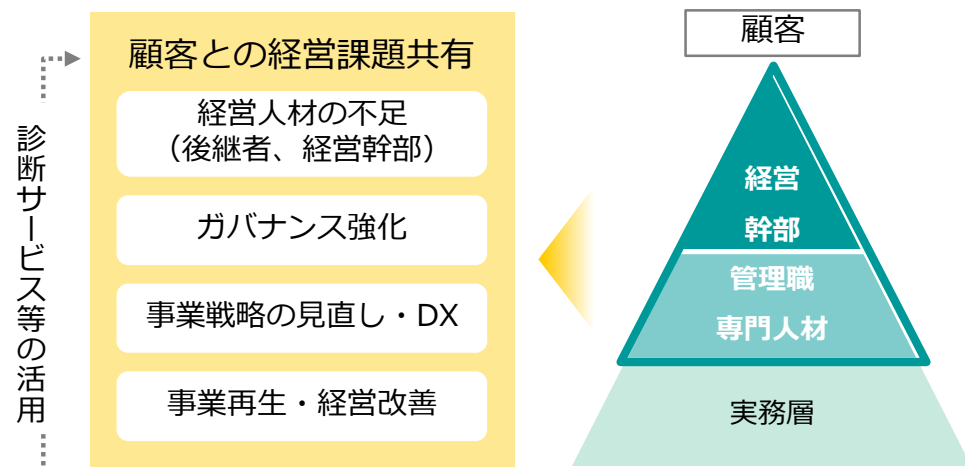 診断サービス等の活用
顧客との経営課題共有
経営人材の不足
（後継者、経営幹部）
ガバナンス強化
事業戦略の見直し・DX
事業再生・経営改善
顧客
経営
幹部
管理職
専門人材
実務層